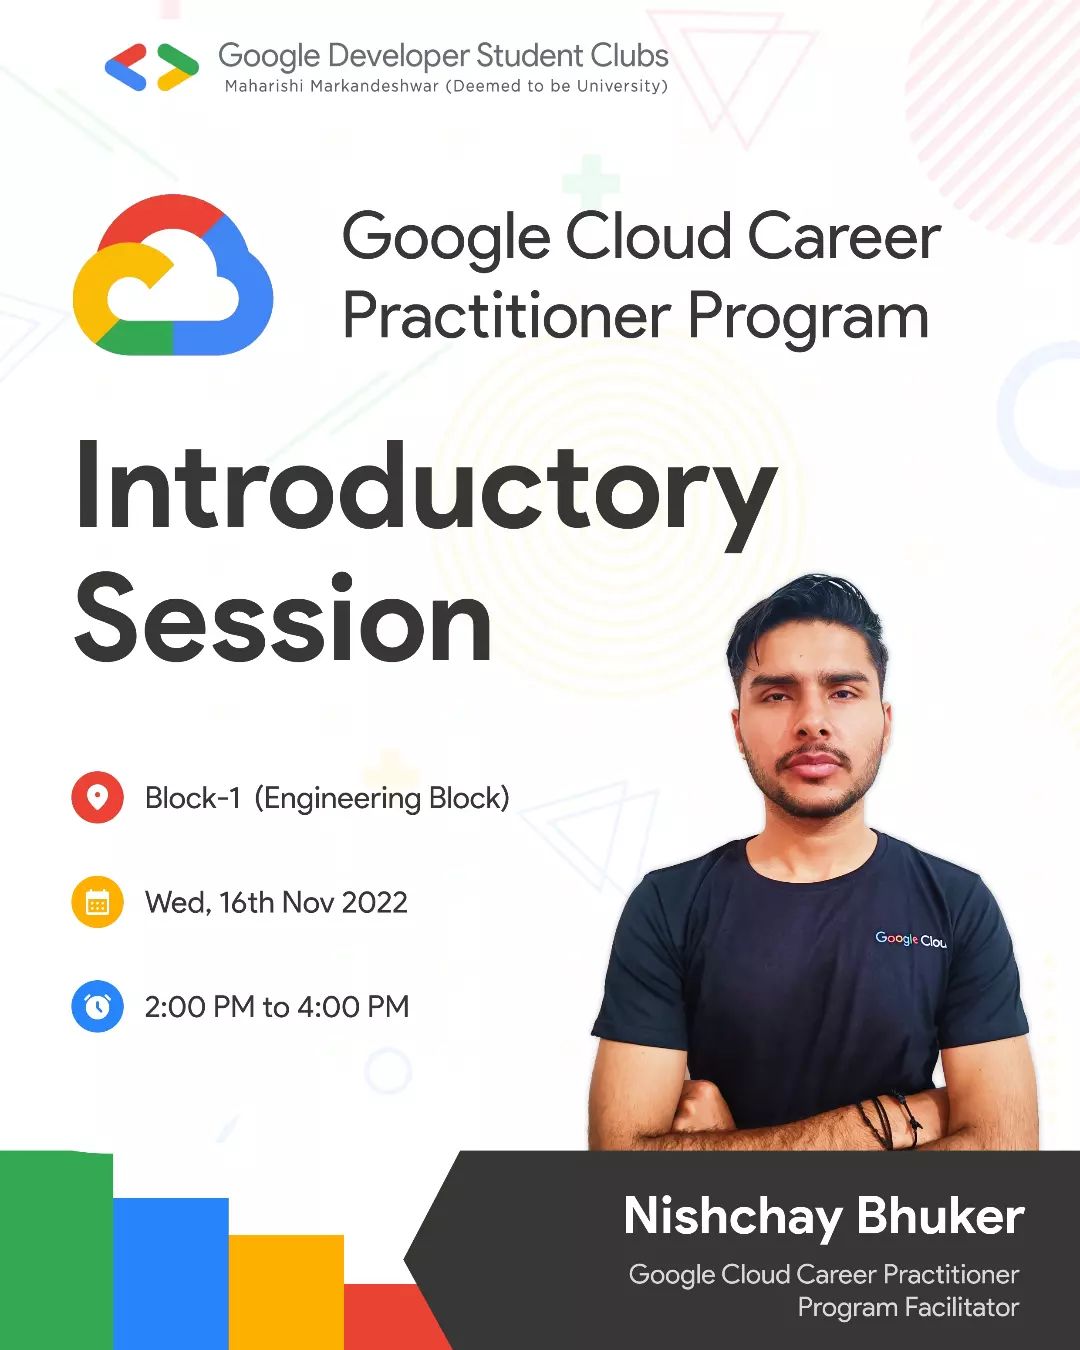 Google Developer Student Clubs
Maharishi Markandeshwar (Deemed to be University)
Google Cloud Career
Practitioner Program
Introductory
Session
Block-1 (Engineering Block)
Wed, 16th Nov 2022
2:00 PM to 4:00 PM
Google Clou
Nishchay Bhuker
Google Cloud Career Practitioner
Program Facilitator